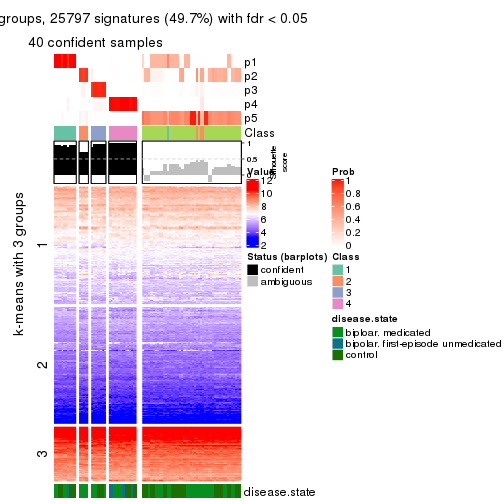 groups, 25797 signatures (49.7%) with fdr < 0.05
40 confident samples
p1
p2
p3
p4
p5
Class
1
0.5
0
silhouette
score
k-means with 3 groups
1
2
3
disease.state
Value
12
10
8
6
4
2
Prob
1
0.8
0.6
0.4
0.2
0
Status (barplots)
confident
ambiguous
Class
1
2
3
4
disease.state
biploar. medicated
bipolar. first-episode unmedicated
control